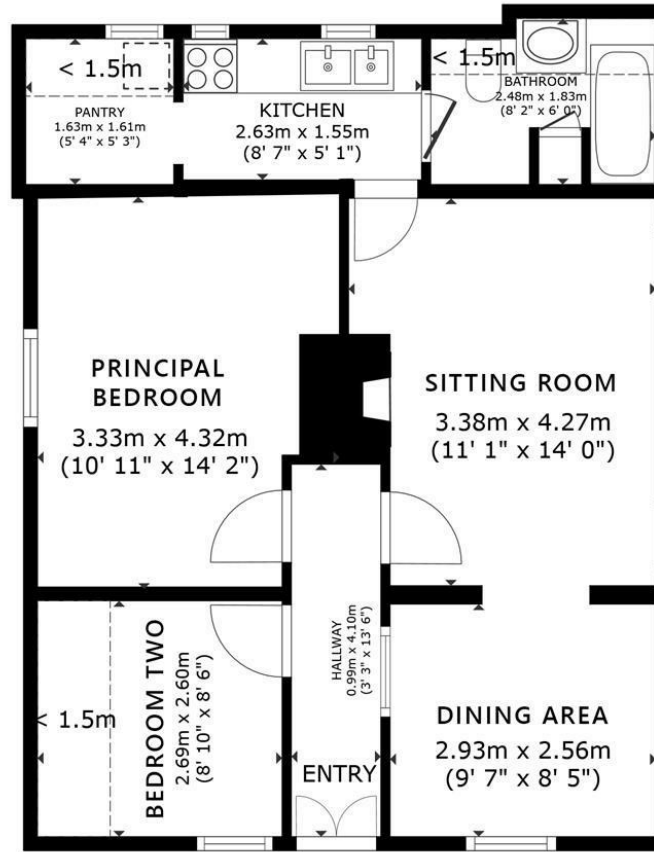 < 1.5m
PANTRY
1.63m x 1.61m
(5' 4" x 5' 3")
KITCHEN
2.63m x 1.55m
(8' 7" x 5' 1")
< 1.5m
BATHROOM
2.48m x 1.83m
(8' 2" x 6' 0")
PRINCIPAL
BEDROOM
3.33m x 4.32m
(10' 11" x 14' 2")
SITTING ROOM
3.38m x 4.27m
(11' 1" x 14' 0")
HALLWAY
0.99m x 4.10m
(3' 3" x 13' 6")
ENTRY
< 1.5m
BEDROOM TWO
2.69m x 2.60m
(8' 10" x 8' 6")
DINING AREA
2.93m x 2.56m
(9' 7" x 8' 5")